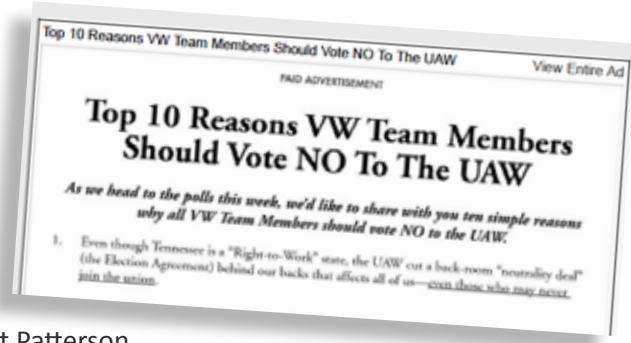 Top 10 Reasons VW Team Members Should Vote NO To The UAW
View Entire Ad
PAID ADVERTISEMENT
Top 10 Reasons VW Team Members
Should Vote NO To The UAW
As we head to the polls this week, we'd like to share with you ten simple reasons
why all VW Team Members should vote NO to the UAW.
1. Even though Tennessee is a "Right-to-Work" state, the UAW cut a back-room "neutrality deal"
(the Election Agreement) behind our backs that affects all of us—even those who may never
join the union.
t Patterson